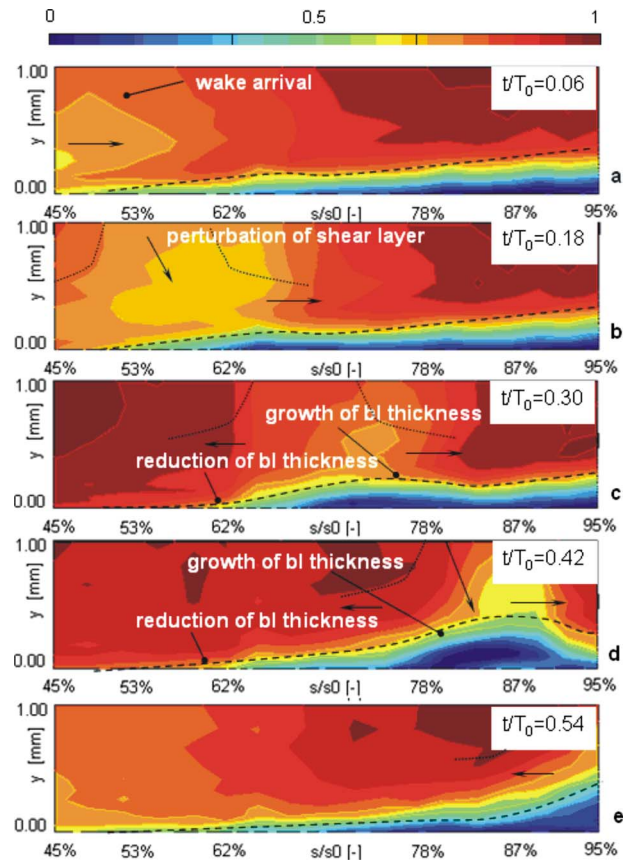 0 0.5 1
1.00
y [mm]
0.00
wake arrival
t/T0=0.06
a
45% 53% 62% s/s0 [-] 78% 87% 95%
1.00
y [mm]
0.00
perturbation of shear layer
t/T0=0.18
b
45% 53% 62% s/s0 [-] 78% 87% 95%
1.00
y [mm]
0.00
growth of bl thickness
reduction of bl thickness
t/T0=0.30
c
45% 53% 62% s/s0 [-] 78% 87% 95%
1.00
y [mm]
0.00
growth of bl thickness
reduction of bl thickness
t/T0=0.42
d
45% 53% 62% s/s0 [-] 78% 87% 95%
1.00
y [mm]
0.00
t/T0=0.54
e
45% 53% 62% s/s0 [-] 78% 87% 95%